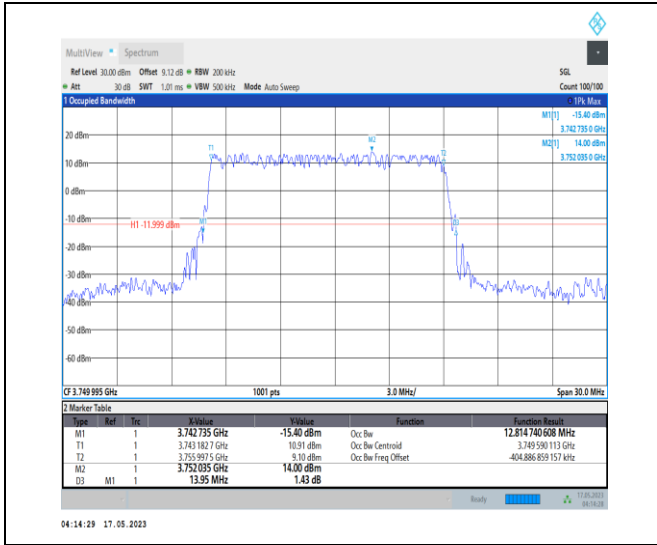 MultiView Spectrum
Ref Level 30.00 dBm Offset 9.12 dB RBW 200 kHz SGL
Att 30 dB SWT 1.01 ms VBW 500 kHz Mode Auto Sweep Count 100/100
1 Occupied Bandwidth 1Pk Max
M1[1] -15.40 dBm
3.742 735 0 GHz
M2[1] 14.00 dBm
3.752 035 0 GHz
20 dBm
M2
T1
T2
10 dBm
0 dBm
-10 dBm
H1 -11.999 dBm
M1
D3
-20 dBm
-30 dBm
-40 dBm
-50 dBm
-60 dBm
CF 3.749 995 GHz 1001 pts 3.0 MHz/ Span 30.0 MHz
2 Marker Table
Type Ref Trc X-Value Y-Value Function Function Result
M1 1 3.742 735 GHz -15.40 dBm Occ Bw 12.814 740 608 MHz
T1 1 3.743 182 7 GHz 10.91 dBm Occ Bw Centroid 3.749 590 113 GHz
T2 1 3.755 997 5 GHz 9.10 dBm Occ Bw Freq Offset -404.886 859 157 kHz
M2 1 3.752 035 GHz 14.00 dBm
D3 M1 1 13.95 MHz 1.43 dB
Ready 17.05.2023
04:14:28
04:14:29 17.05.2023